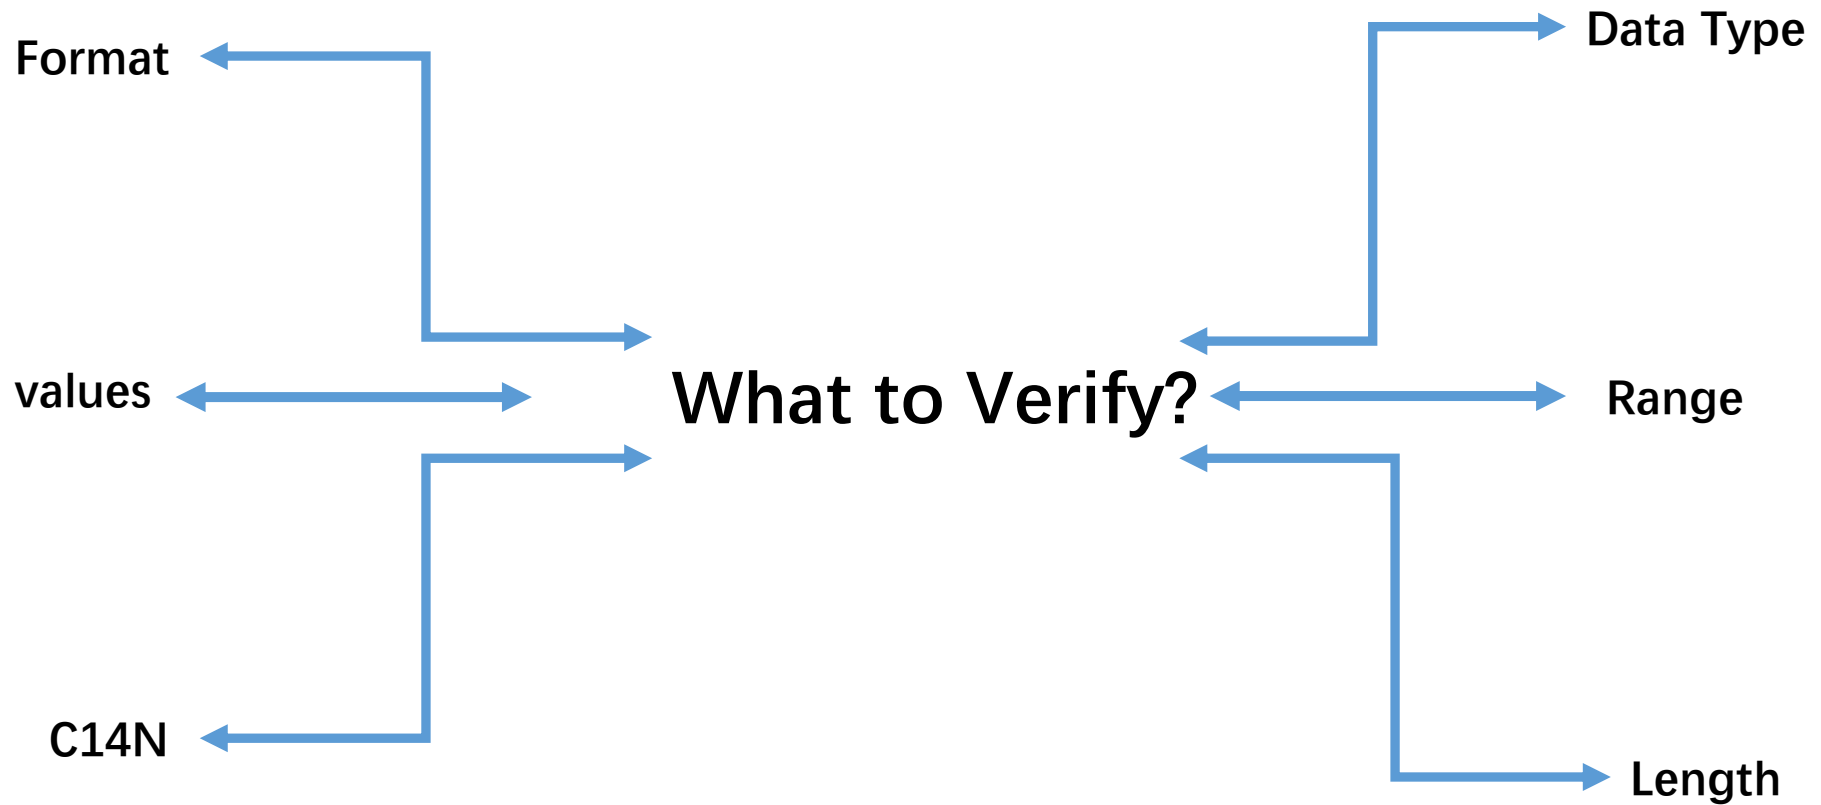 Format
Data Type
values
What to Verify?
Range
C14N
Length